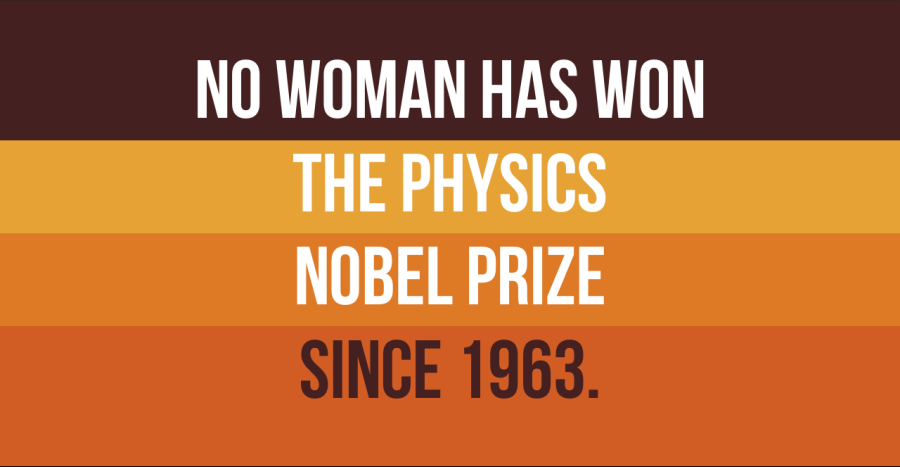 NO WOMAN HAS WON
THE PHYSICS
NOBEL PRIZE
SINCE 1963.